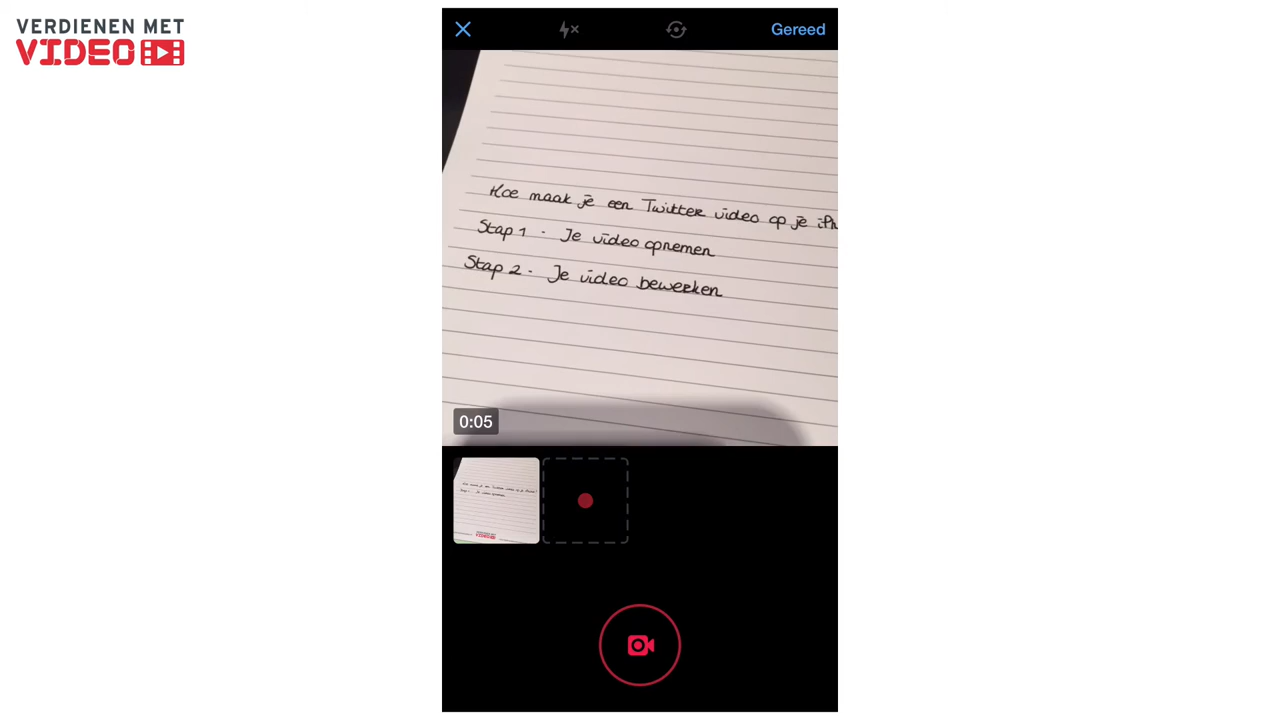 VERDIENEN MET
VIDEO
Gereed
Hoe maak je een Twitter video op je iPh
Stap 1 - Je video opnemen
Stap 2 - Je video bewerken
0:05